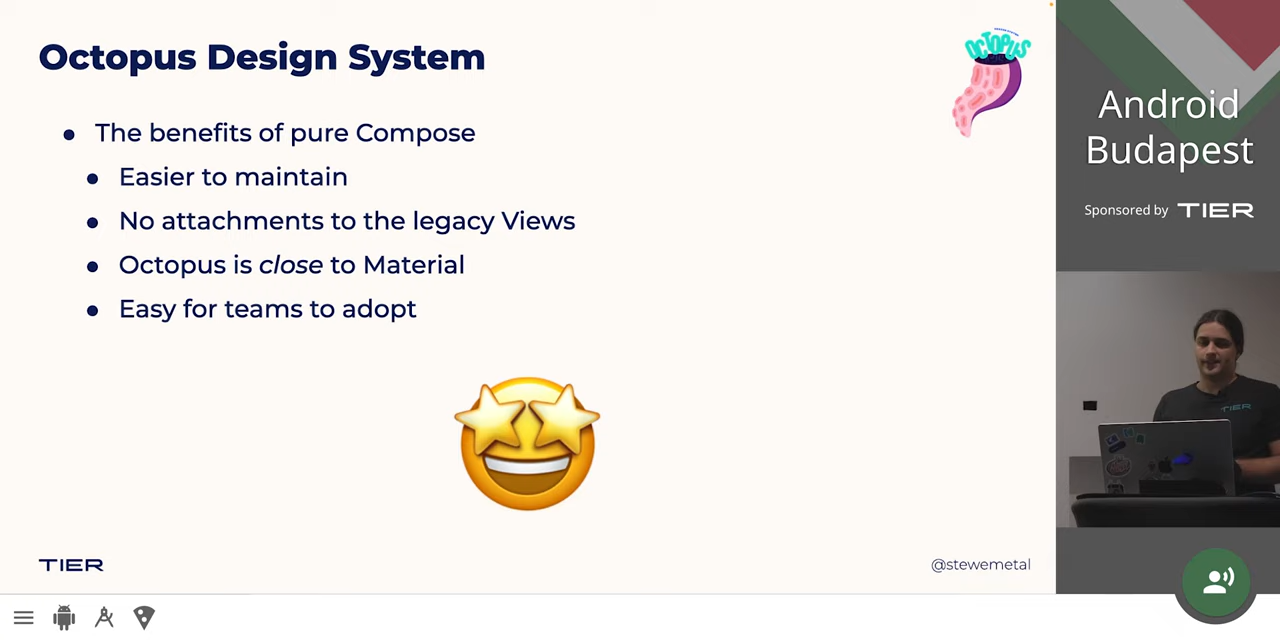 Octopus Design System
OCTOPUS
The benefits of pure Compose
Easier to maintain
No attachments to the legacy Views
Octopus is close to Material
Easy for teams to adopt
TIER
@stewemetal
Android
Budapest
Sponsored by TIER
TIER